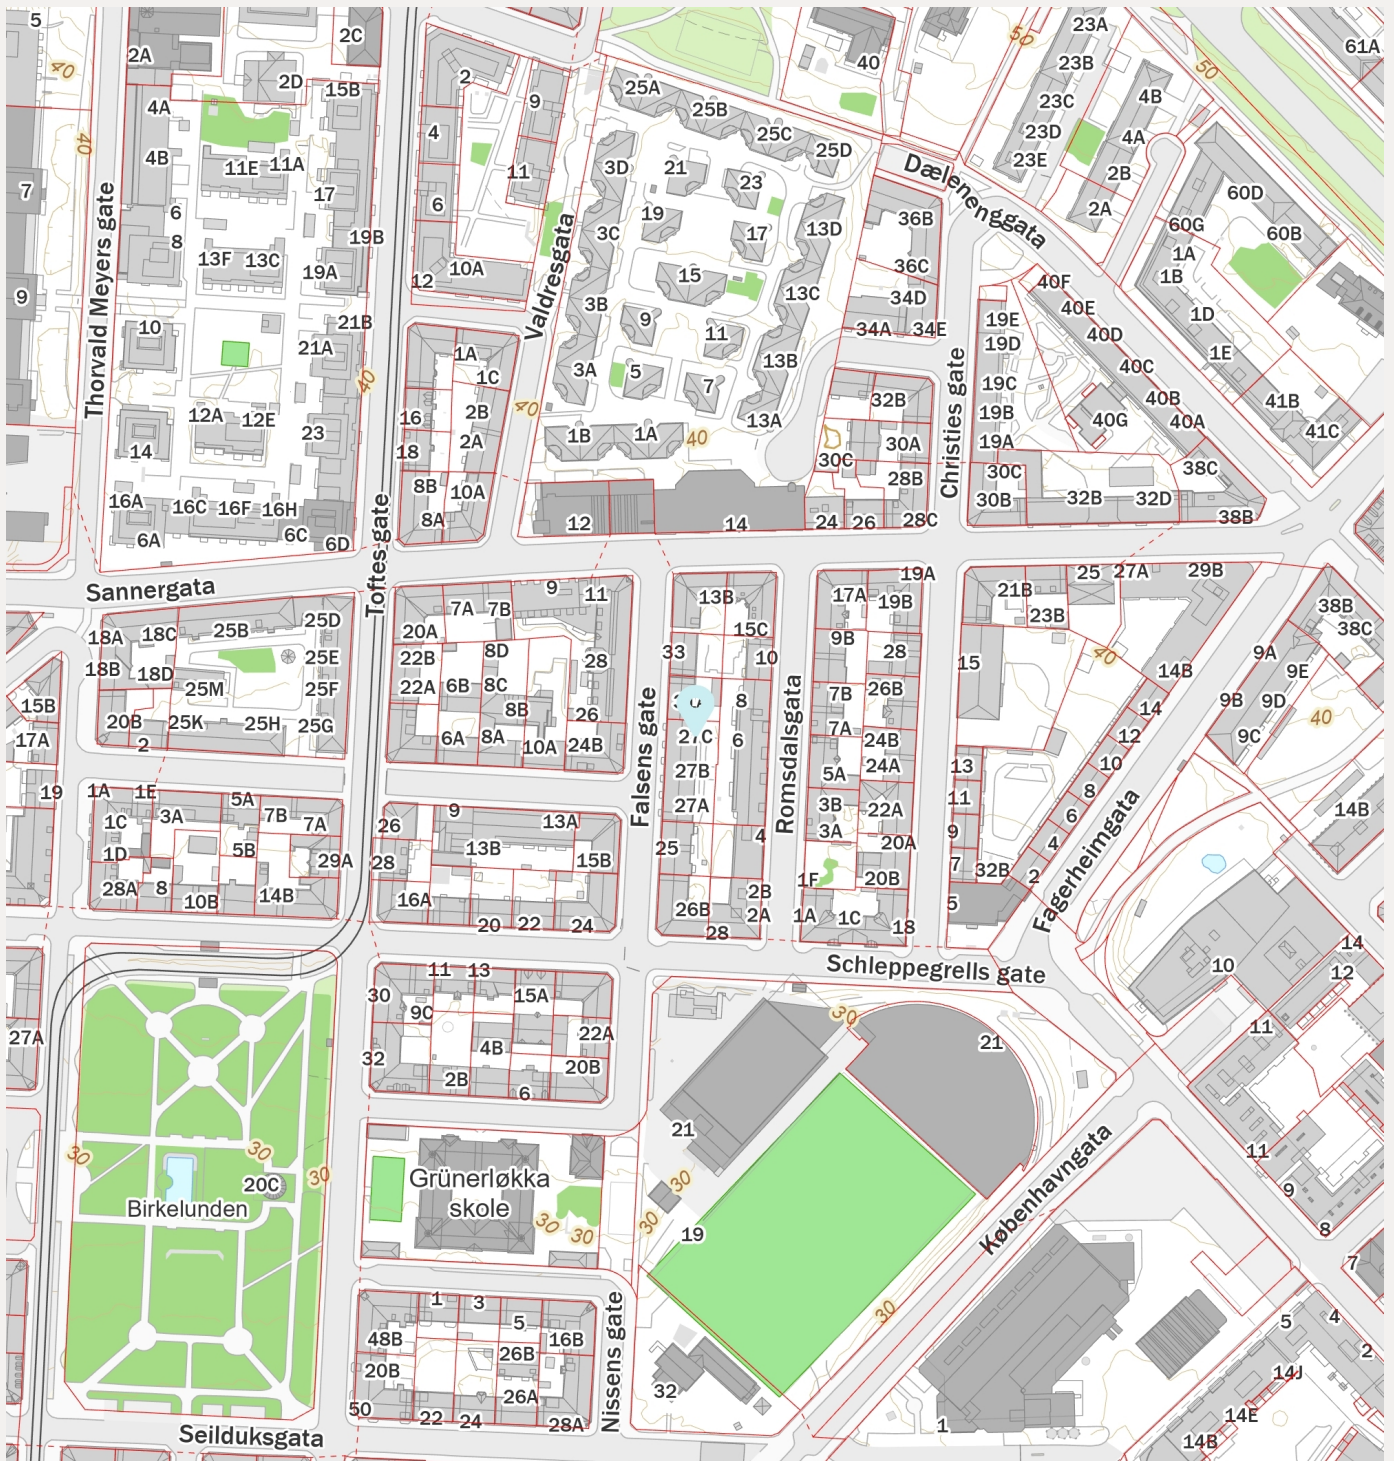 5
2A
2C
40
23A
50
61A
23B
40
2
2D
15B
25A
50
4A
9
25B
23C
4B
40
4
25C
23D
4A
4B
11E
11A
3D
21
25D
23E
Dælenenggata
2B
7
17
11
23
60D
6
6
19
36B
2A
60G
60B
8
19B
3C
17
13D
1A
13F
13C
19A
10A
12
15
36C
1B
40F
9
3B
13C
34D
40E
1D
Thorvald Meyers gate
Valdresgata
10
21B
9
11
34A
34E
19E
40D
21A
1A
19D
1E
40
1C
3A
5
7
13B
40C
19C
32B
40B
41B
12A
12E
16
2B
40
13A
19B
40G
40A
41C
23
2A
1B
1A
40
30A
19A
14
18
30C
30C
38C
Christies gate
8B
10A
28B
30B
32B
32D
16A
16C
16F
16H
8A
12
14
24
26
28C
38B
6A
6C
6D
Toftes gate
Sannergata
9
11
13B
19A
17A
19B
21B
25
27A
29B
7A
7B
23B
38B
18A
18C
25B
25D
20A
15C
9B
38C
22B
8D
33
10
28
40
9A
18B
18D
25E
28
15
14B
9E
25M
25F
22A
6B
8C
26B
15B
20B
25K
25H
25G
8B
26
8
7B
14
9B
9D
40
17A
2
6A
8A
10A
24B
27C
6
7A
24B
12
9C
Falsens gate
Romsdalsgata
27B
5A
24A
13
10
19
1A
1E
5A
27A
3B
11
8
14B
1C
3A
7B
7A
26
9
13A
3A
22A
6
Fagerheimgata
1D
5B
13B
25
4
9
20A
4
29A
28
15B
7
32B
28A
8
14B
16A
1F
20B
2
10B
26B
2B
5
20
22
24
28
2A
1A
1C
18
14
Schleppegrells gate
11
13
10
12
30
15A
9C
30
11
27A
22A
21
4B
32
20B
2B
6
21
30
30
11
Grünerløkka
skole
20C
30
30
9
Birkelunden
30
30
30
8
19
Københavngata
7
1
3
30
5
4
5
48B
16B
2
26B
20B
32
14J
26A
Nissens gate
50
22
24
28A
14E
1
Seilduksgata
14B